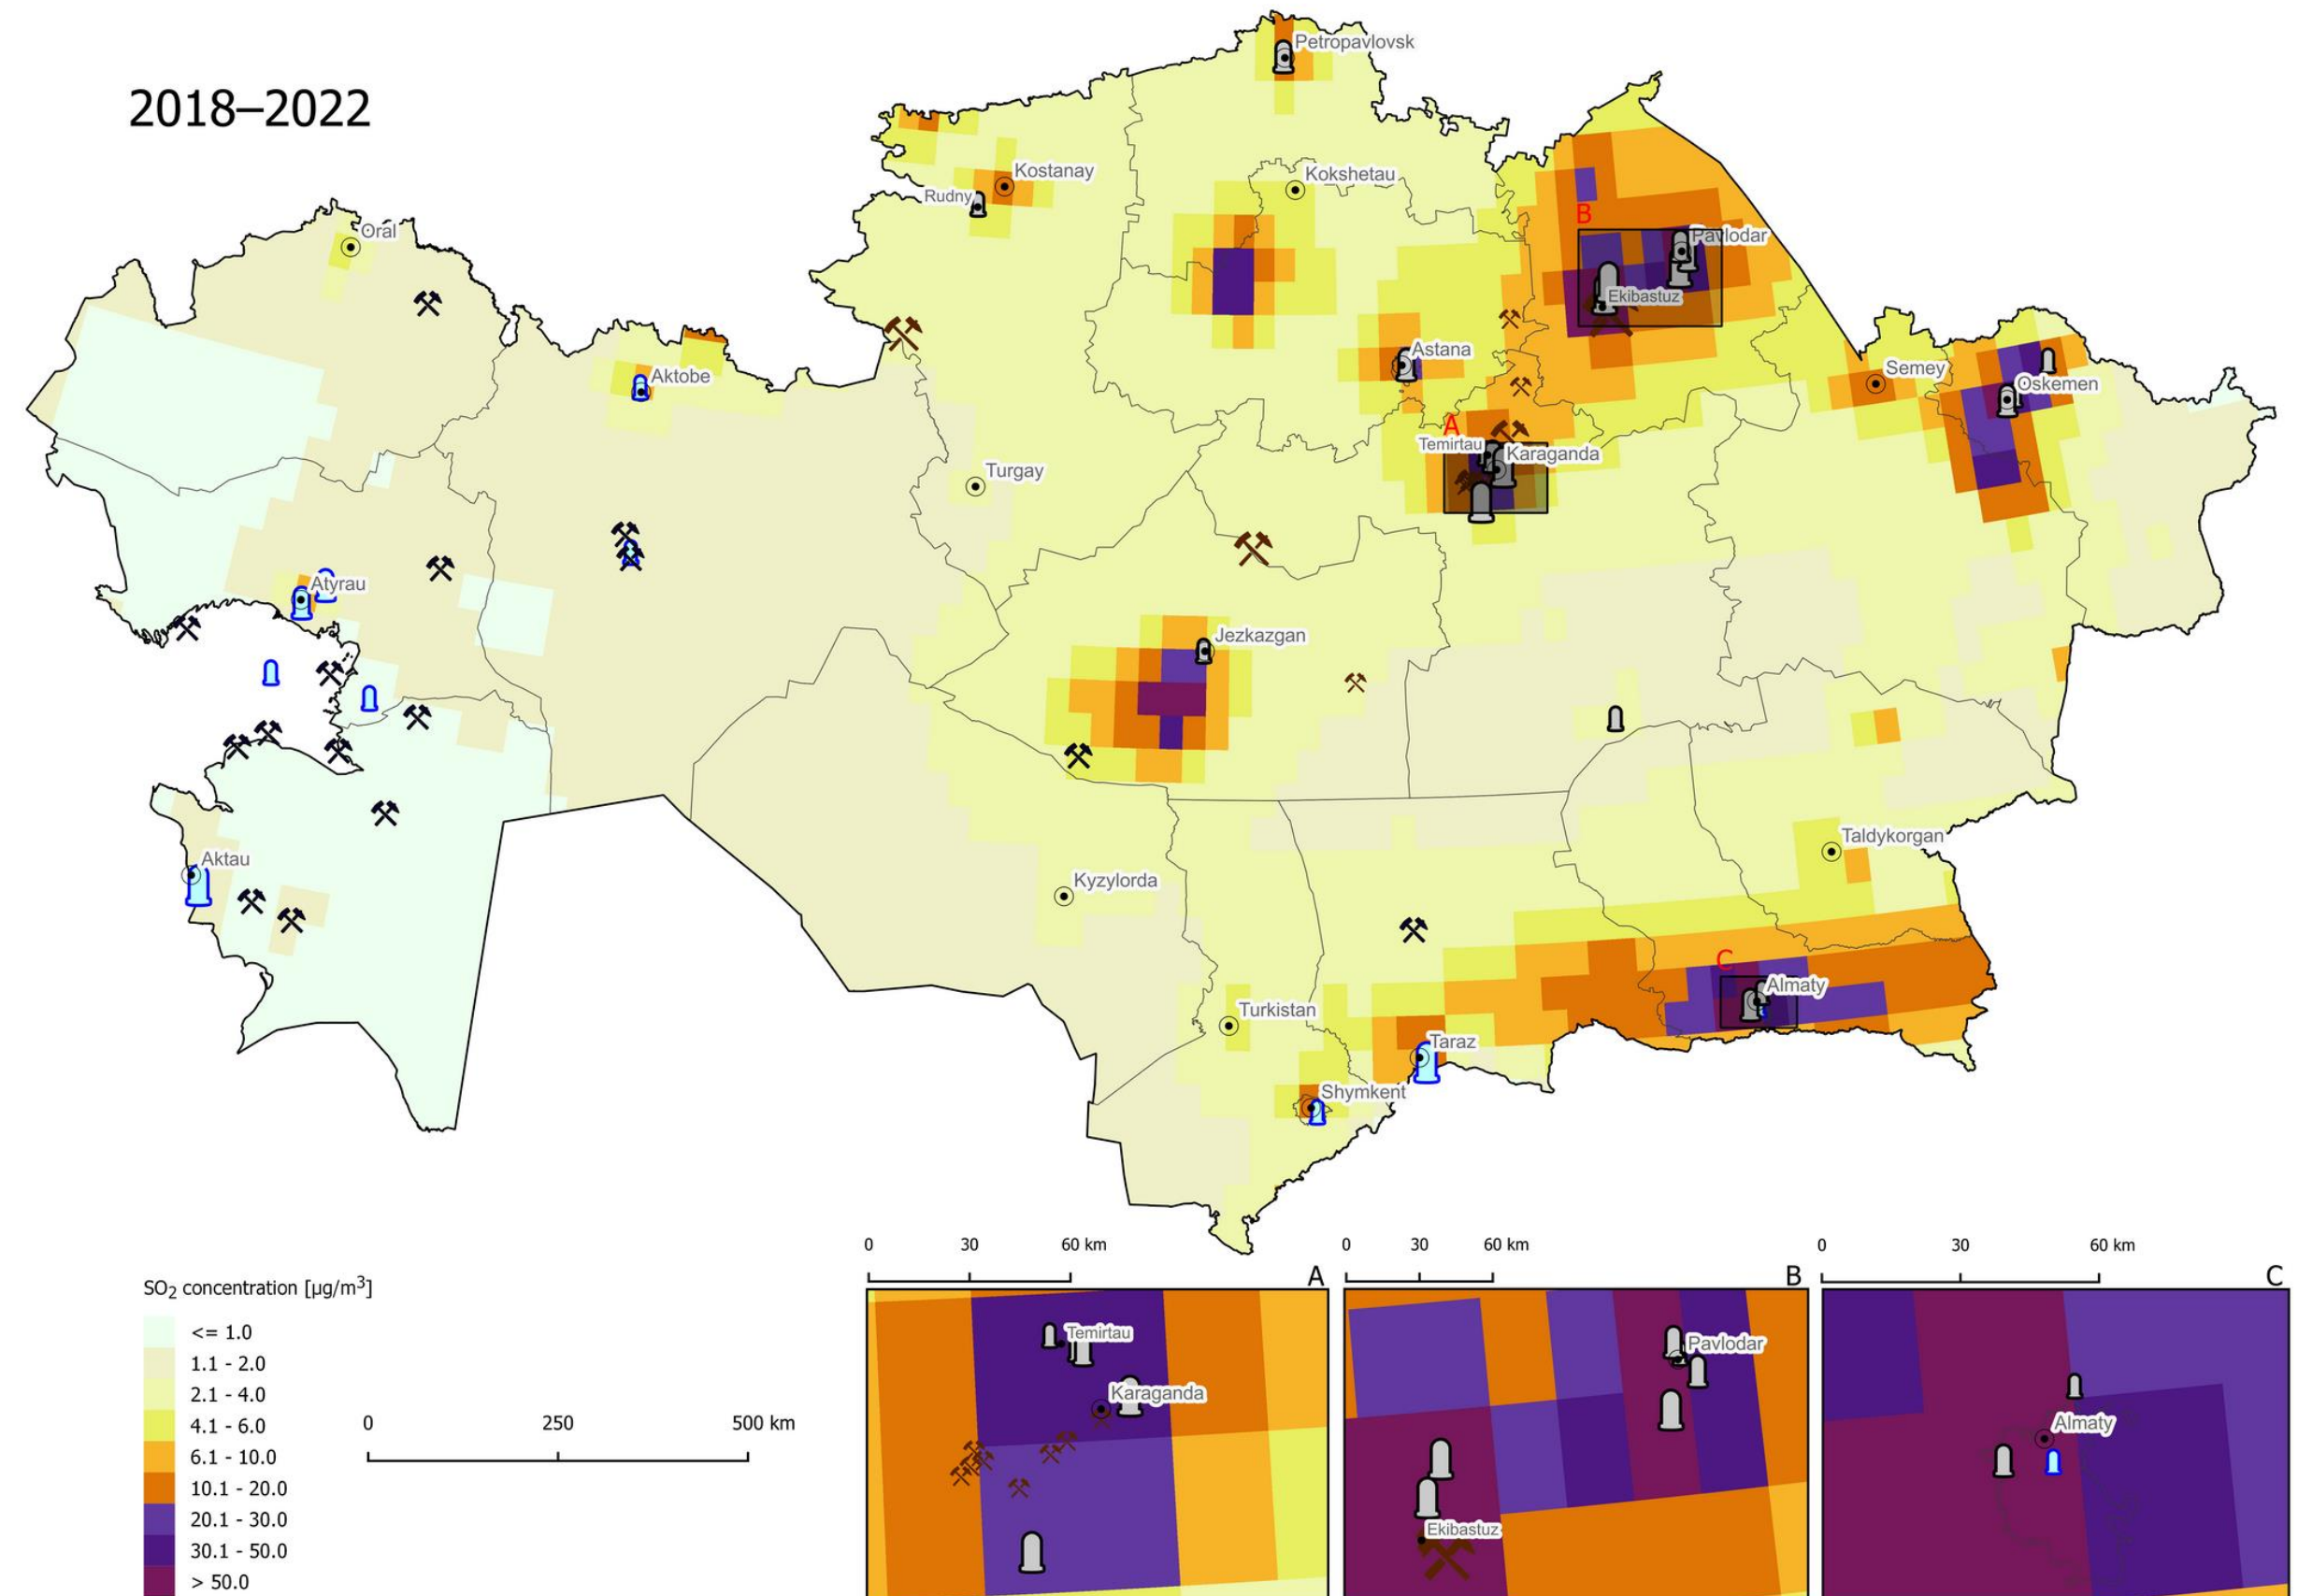 2018–2022
Petropavlovsk
Kostanay
Rudny
Kokshetau
B
Pavlodar
Ekibastuz
Oral
Aktobe
Astana
Semey
Oskemen
A
Temirtau
Karaganda
Turgay
Atyrau
Jezkazgan
Aktau
Kyzylorda
Taldykorgan
C
Almaty
Turkistan
Taraz
Shymkent
SO₂ concentration [µg/m³]
<= 1.0
1.1 - 2.0
2.1 - 4.0
4.1 - 6.0
6.1 - 10.0
10.1 - 20.0
20.1 - 30.0
30.1 - 50.0
> 50.0
0 250 500 km
0 30 60 km
A
Temirtau
Karaganda
0 30 60 km
B
Pavlodar
Ekibastuz
0 30 60 km
C
Almaty